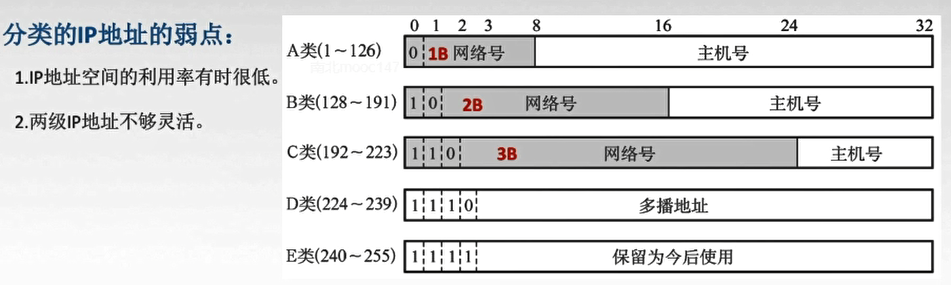 分类的IP地址的弱点：
1.IP地址空间的利用率有时很低。
2.两级IP地址不够灵活。
0 1 2 3 8 16 24 32
A类(1～126) 0 1B 网络号 主机号
B类(128～191) 1 0 2B 网络号 主机号
C类(192～223) 1 1 0 3B 网络号 主机号
D类(224～239) 1 1 1 0 多播地址
E类(240～255) 1 1 1 1 保留为今后使用